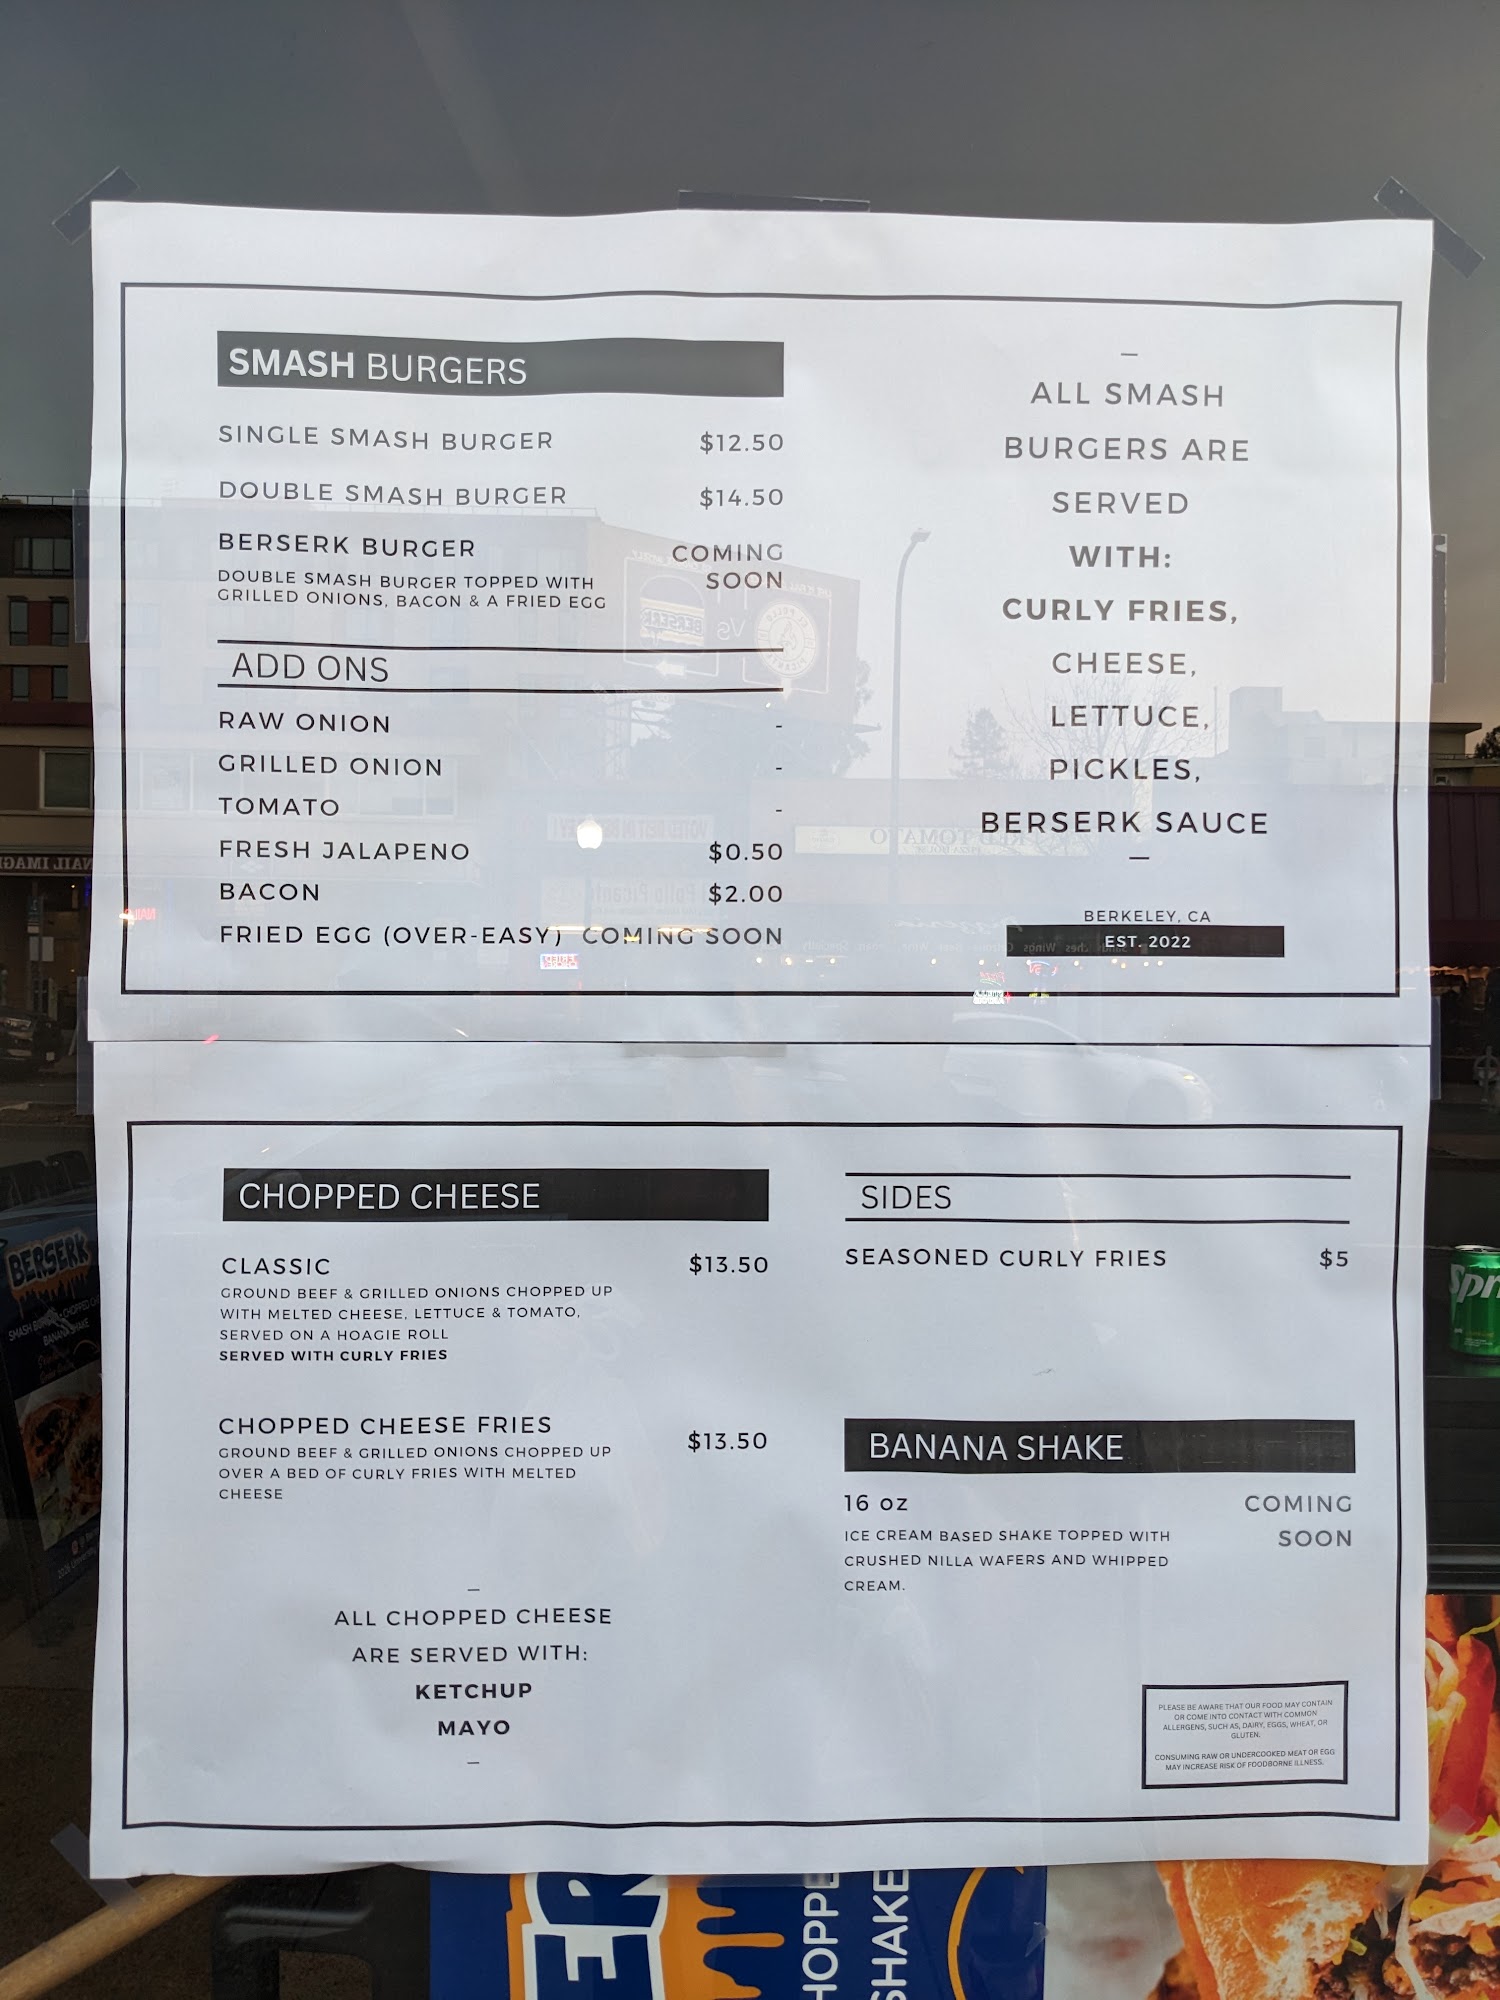 SMASH BURGERS
SINGLE SMASH BURGER $12.50
DOUBLE SMASH BURGER $14.50
BERSERK BURGER COMING SOON
DOUBLE SMASH BURGER TOPPED WITH
GRILLED ONIONS, BACON & A FRIED EGG
ADD ONS
RAW ONION -
GRILLED ONION -
TOMATO -
FRESH JALAPENO $0.50
BACON $2.00
FRIED EGG (OVER-EASY) COMING SOON
—
ALL SMASH
BURGERS ARE
SERVED
WITH:
CURLY FRIES,
CHEESE,
LETTUCE,
PICKLES,
BERSERK SAUCE
—
BERKELEY, CA
EST. 2022
CHOPPED CHEESE
CLASSIC $13.50
GROUND BEEF & GRILLED ONIONS CHOPPED UP
WITH MELTED CHEESE, LETTUCE & TOMATO,
SERVED ON A HOAGIE ROLL
SERVED WITH CURLY FRIES
CHOPPED CHEESE FRIES $13.50
GROUND BEEF & GRILLED ONIONS CHOPPED UP
OVER A BED OF CURLY FRIES WITH MELTED
CHEESE
—
ALL CHOPPED CHEESE
ARE SERVED WITH:
KETCHUP
MAYO
—
SIDES
SEASONED CURLY FRIES $5
BANANA SHAKE
16 oz COMING
SOON
ICE CREAM BASED SHAKE TOPPED WITH
CRUSHED NILLA WAFERS AND WHIPPED
CREAM.
PLEASE BE AWARE THAT OUR FOOD MAY CONTAIN
OR COME INTO CONTACT WITH COMMON
ALLERGENS, SUCH AS, DAIRY, EGGS, WHEAT, OR
GLUTEN.
CONSUMING RAW OR UNDERCOOKED MEAT OR EGG
MAY INCREASE RISK OF FOODBORNE ILLNESS.
BERSERK
BANANA SHAKE
ER
HOPPE
SHAKE